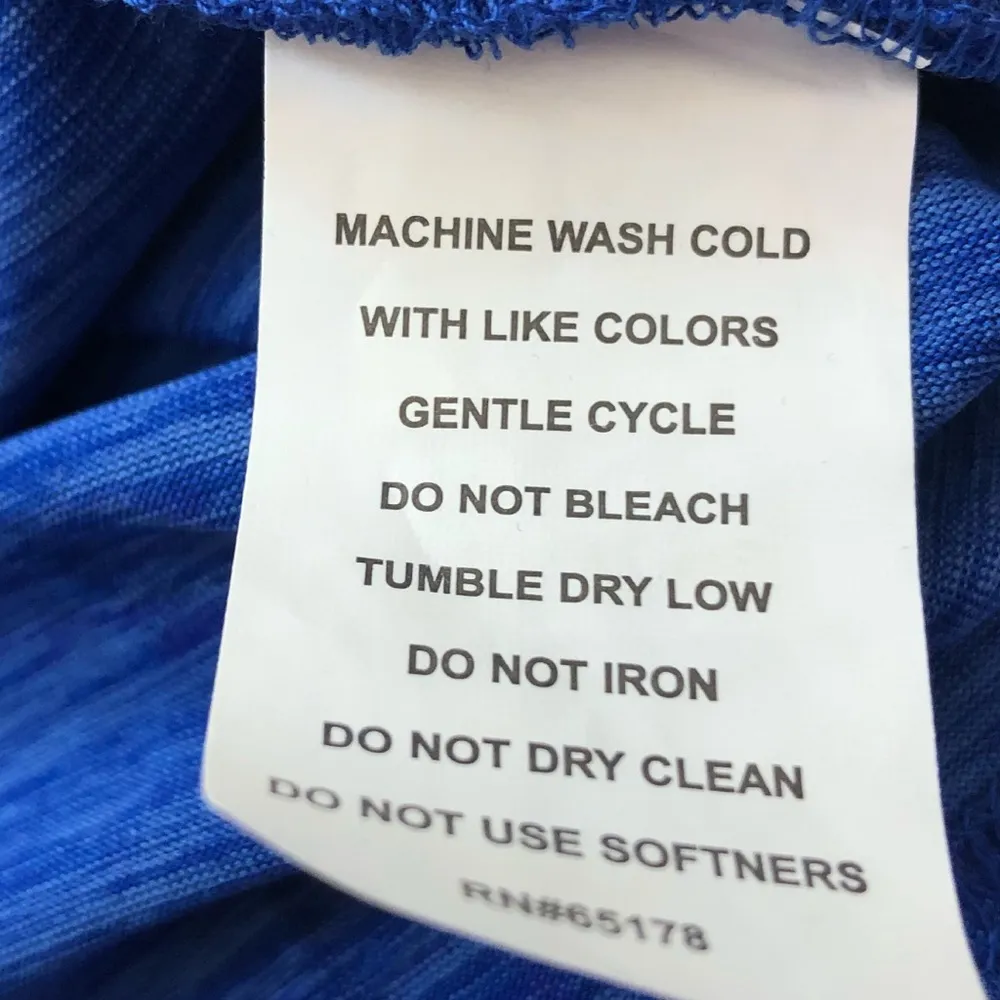 MACHINE WASH COLD
WITH LIKE COLORS
GENTLE CYCLE
DO NOT BLEACH
TUMBLE DRY LOW
DO NOT IRON
DO NOT DRY CLEAN
DO NOT USE SOFTNERS
RN#65178